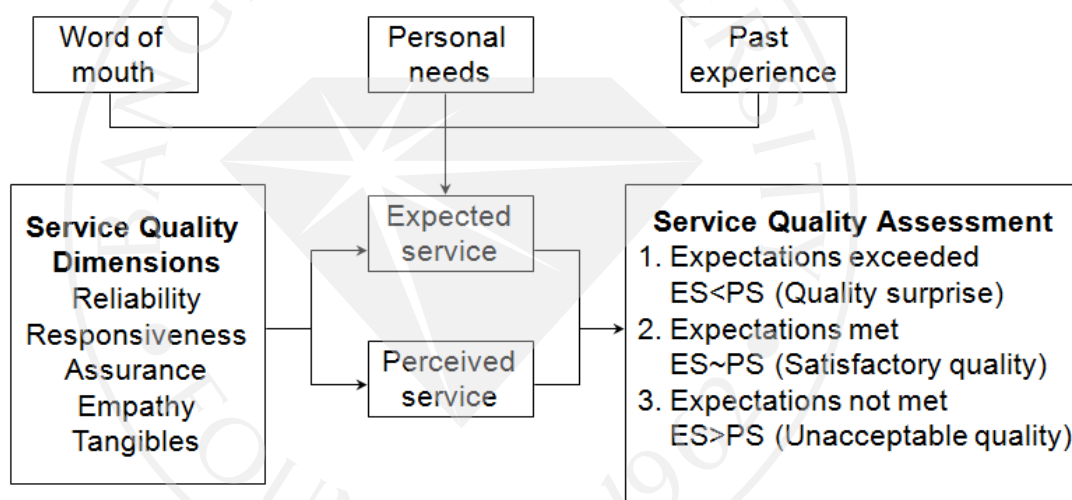 Word of
mouth
Personal
needs
Past
experience
Service Quality
Dimensions
Reliability
Responsiveness
Assurance
Empathy
Tangibles
Expected
service
Perceived
service
Service Quality Assessment
1. Expectations exceeded
ES<PS (Quality surprise)
2. Expectations met
ES~PS (Satisfactory quality)
3. Expectations not met
ES>PS (Unacceptable quality)